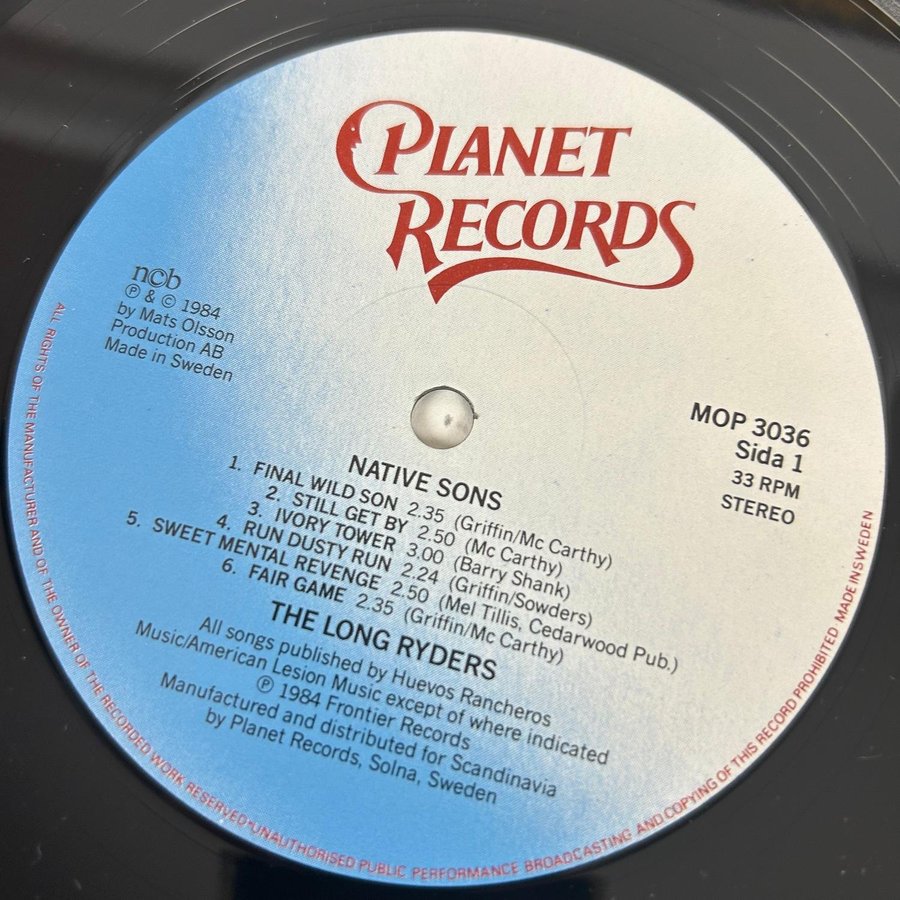 PLANET
RECORDS
ncb
Ⓟ & © 1984
by Mats Olsson
Production AB
Made in Sweden
MOP 3036
Sida 1
33 RPM
STEREO
NATIVE SONS
1. FINAL WILD SON 2.35 (Griffin/Mc Carthy)
2. STILL GET BY 2.50 (Mc Carthy)
3. IVORY TOWER 3.00 (Barry Shank)
4. RUN DUSTY RUN 2.24 (Griffin/Sowders)
5. SWEET MENTAL REVENGE 2.50 (Mel Tillis, Cedarwood Pub.)
6. FAIR GAME 2.35 (Griffin/Mc Carthy)
THE LONG RYDERS
All songs published by Huevos Rancheros
Music/American Lesion Music except of where indicated
Ⓟ 1984 Frontier Records
Manufactured and distributed for Scandinavia
by Planet Records, Solna, Sweden
ALL RIGHTS OF THE MANUFACTURER AND OF THE OWNER OF THE RECORDED WORK RESERVED•UNAUTHORISED PUBLIC PERFORMANCE BROADCASTING AND COPYING OF THIS RECORD PROHIBITED MADE IN SWEDEN